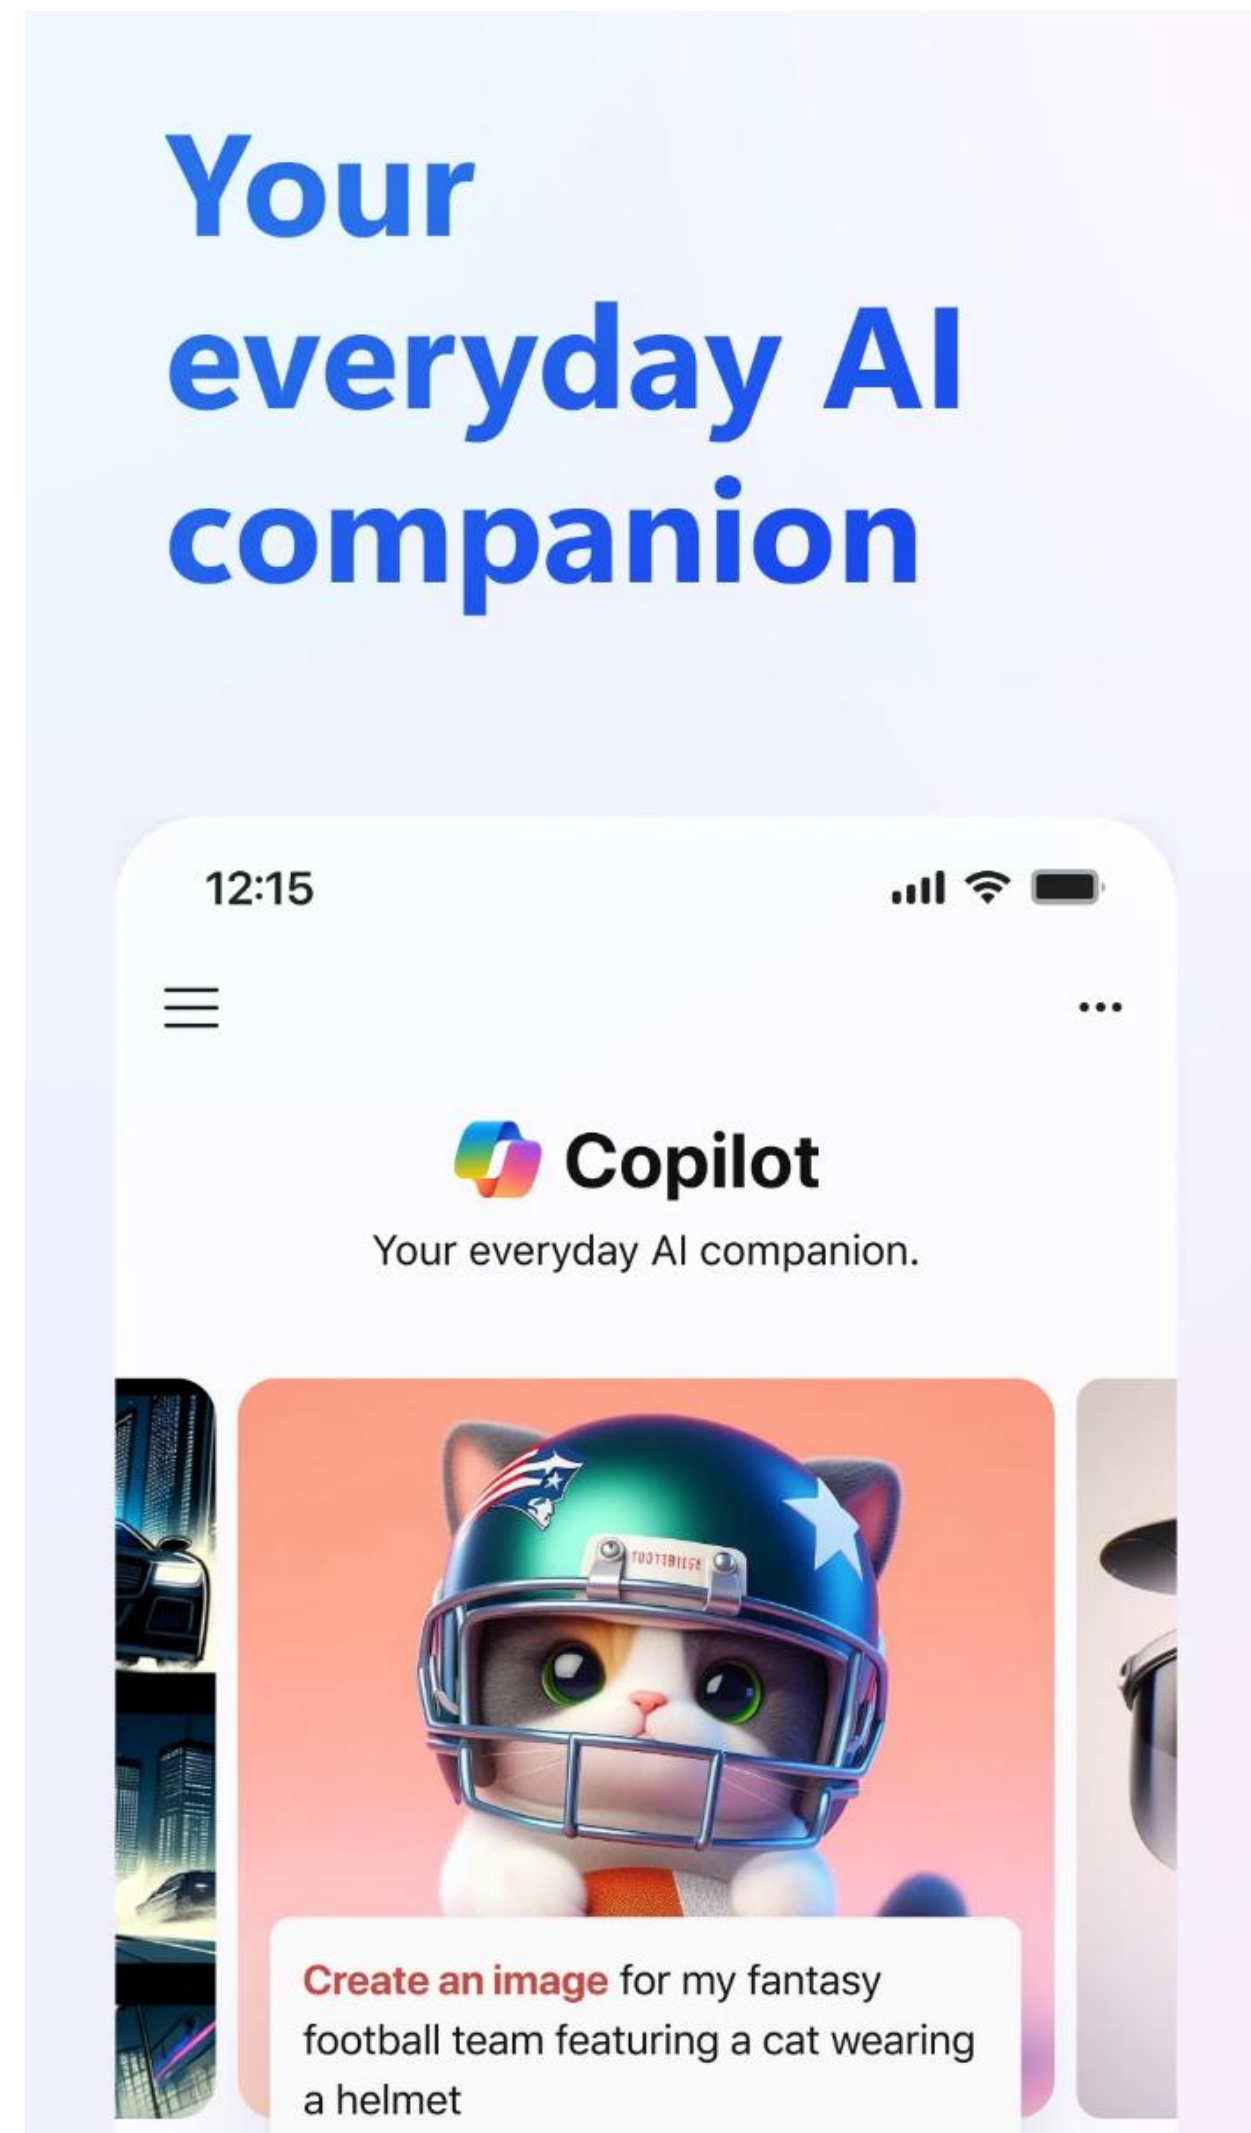 Your
everyday AI
companion
12:15
Copilot
Your everyday AI companion.
Create an image for my fantasy
football team featuring a cat wearing
a helmet